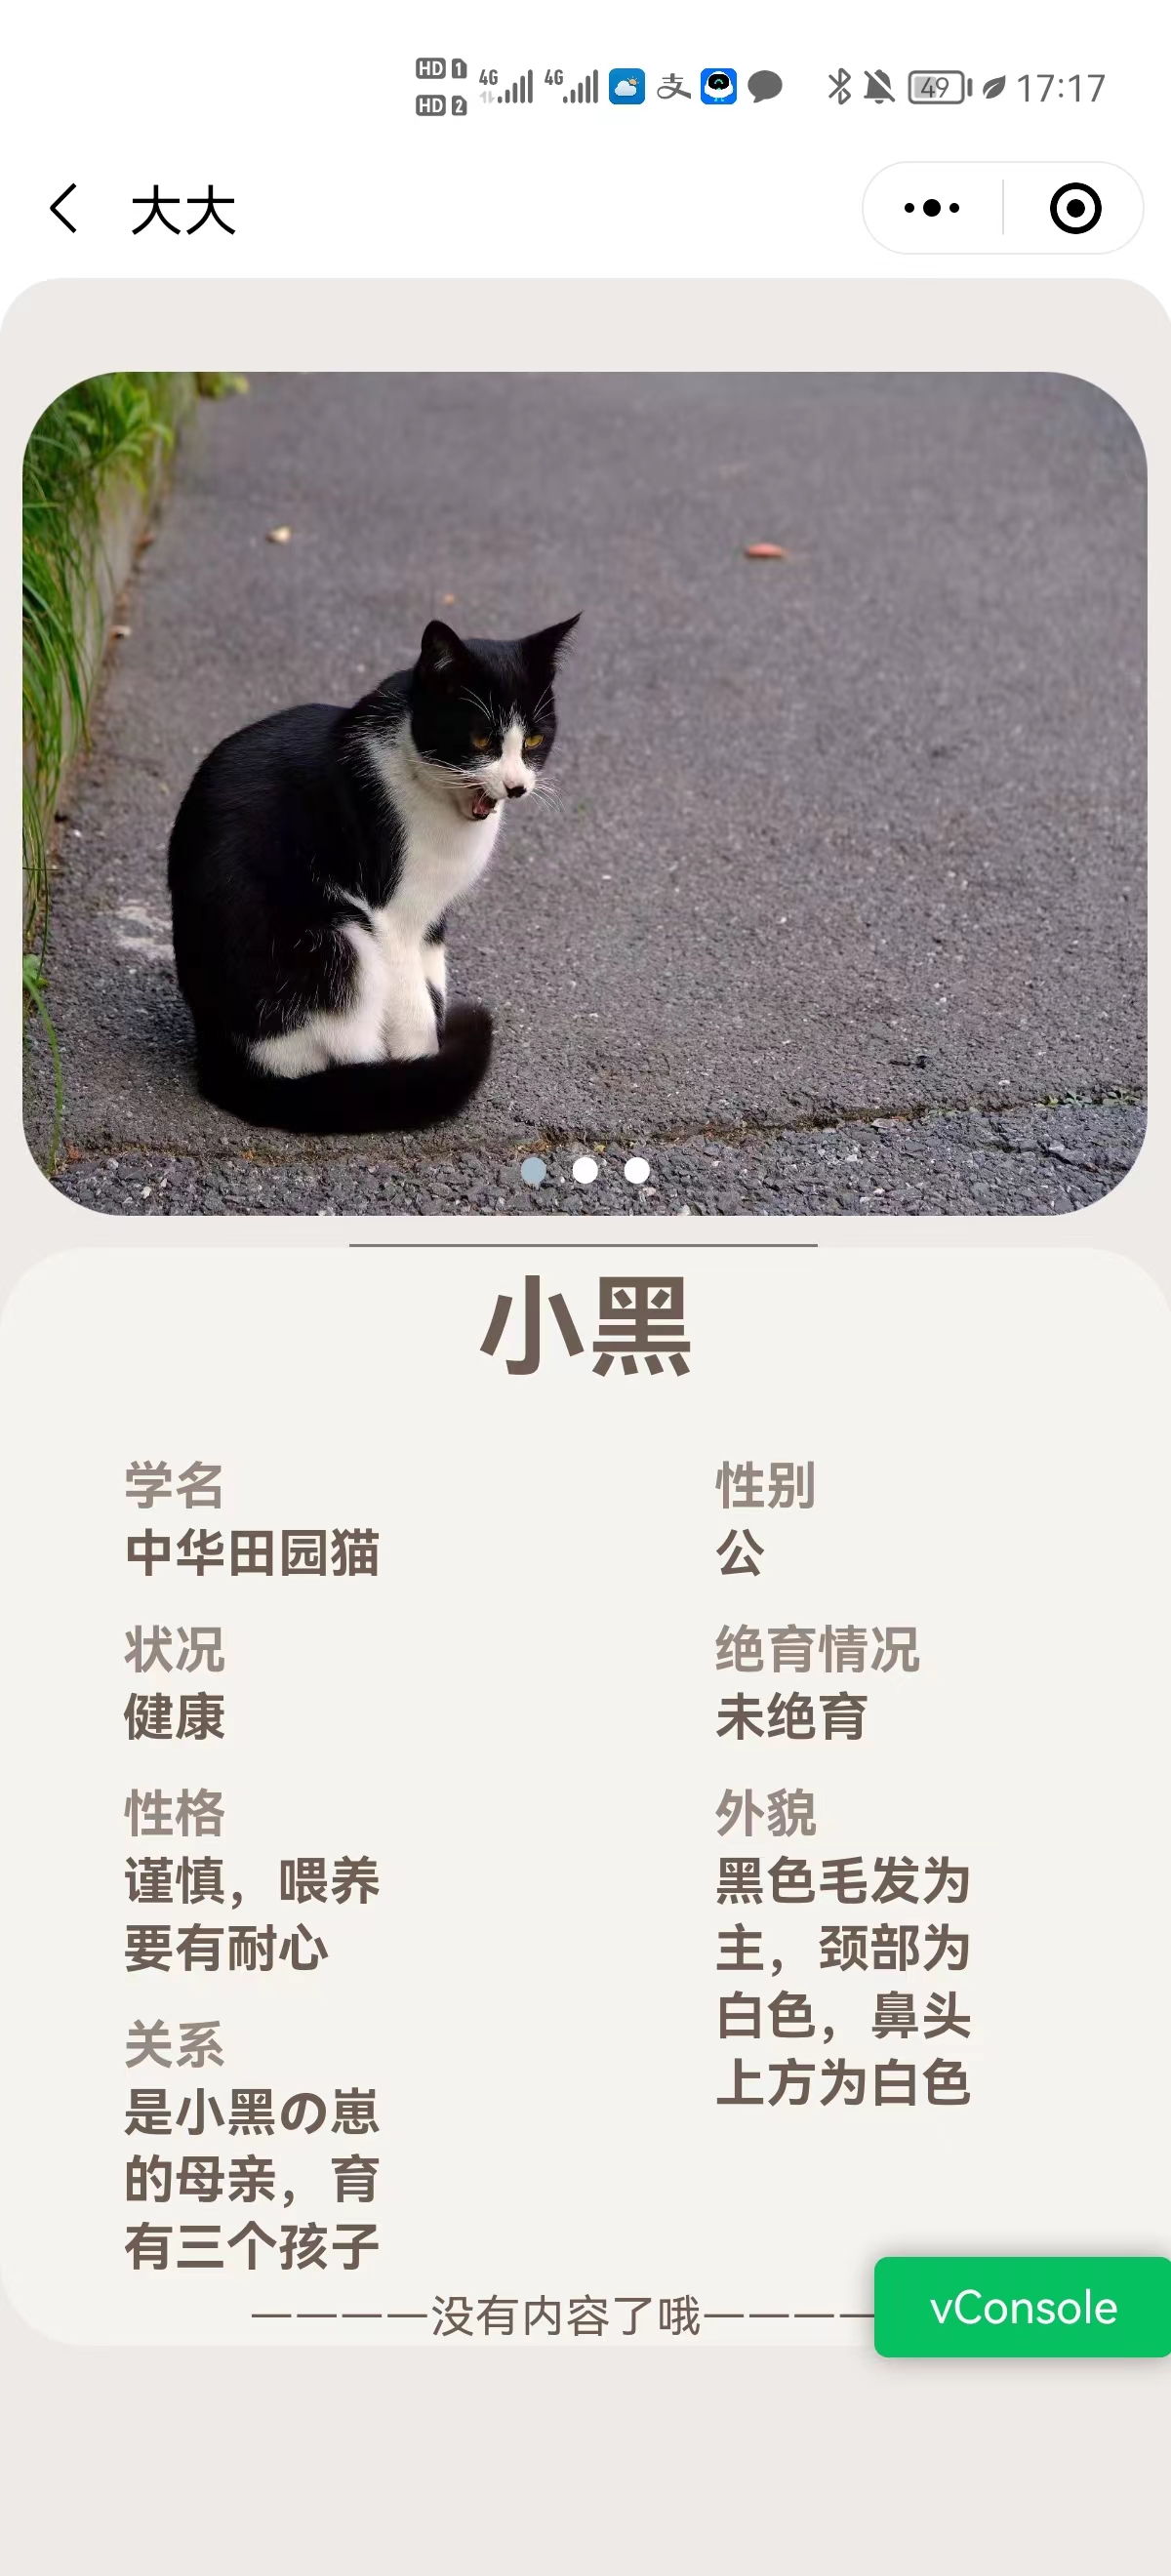 HD 1 4G 4G 支 49 17:17
HD 2
大大
小黑
学名
中华田园猫
性别
公
状况
健康
绝育情况
未绝育
性格
谨慎，喂养
要有耐心
外貌
黑色毛发为
主，颈部为
白色，鼻头
上方为白色
关系
是小黑の崽
的母亲，育
有三个孩子
————没有内容了哦————
vConsole